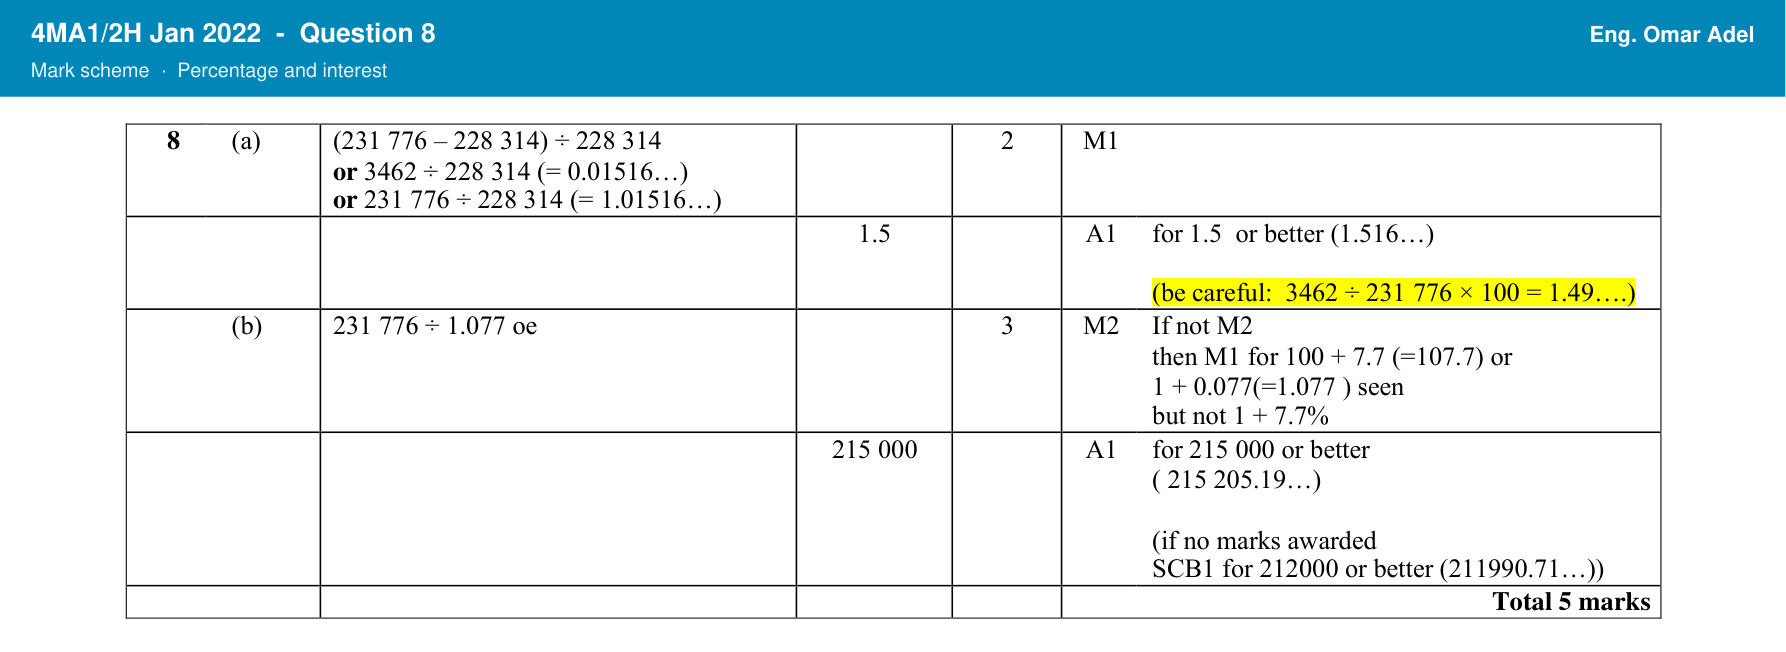 4MA1/2H Jan 2022 - Question 8
Eng. Omar Adel
Mark scheme · Percentage and interest
8 (a) (231 776 – 228 314) ÷ 228 314 2 M1
or 3462 ÷ 228 314 (= 0.01516…)
or 231 776 ÷ 228 314 (= 1.01516…)
1.5 A1 for 1.5 or better (1.516…)
(be careful: 3462 ÷ 231 776 × 100 = 1.49….)
(b) 231 776 ÷ 1.077 oe 3 M2 If not M2
then M1 for 100 + 7.7 (=107.7) or
1 + 0.077(=1.077 ) seen
but not 1 + 7.7%
215 000 A1 for 215 000 or better
( 215 205.19…)
(if no marks awarded
SCB1 for 212000 or better (211990.71…))
Total 5 marks